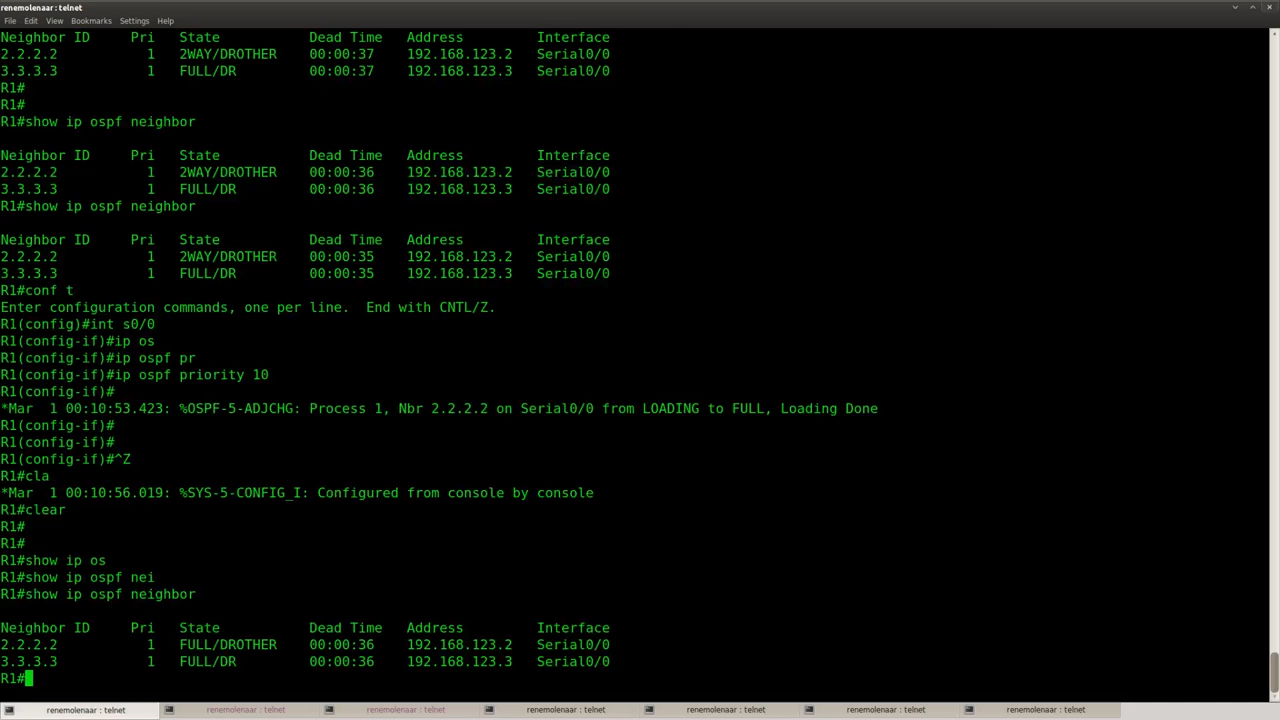 renemolenaar : telnet
File Edit View Bookmarks Settings Help
Neighbor ID     Pri   State           Dead Time   Address         Interface
2.2.2.2           1   2WAY/DROTHER    00:00:37    192.168.123.2   Serial0/0
3.3.3.3           1   FULL/DR         00:00:37    192.168.123.3   Serial0/0
R1#
R1#
R1#show ip ospf neighbor
Neighbor ID     Pri   State           Dead Time   Address         Interface
2.2.2.2           1   2WAY/DROTHER    00:00:36    192.168.123.2   Serial0/0
3.3.3.3           1   FULL/DR         00:00:36    192.168.123.3   Serial0/0
R1#show ip ospf neighbor
Neighbor ID     Pri   State           Dead Time   Address         Interface
2.2.2.2           1   2WAY/DROTHER    00:00:35    192.168.123.2   Serial0/0
3.3.3.3           1   FULL/DR         00:00:35    192.168.123.3   Serial0/0
R1#conf t
Enter configuration commands, one per line.  End with CNTL/Z.
R1(config)#int s0/0
R1(config-if)#ip os
R1(config-if)#ip ospf pr
R1(config-if)#ip ospf priority 10
R1(config-if)#
*Mar  1 00:10:53.423: %OSPF-5-ADJCHG: Process 1, Nbr 2.2.2.2 on Serial0/0 from LOADING to FULL, Loading Done
R1(config-if)#
R1(config-if)#
R1(config-if)#^Z
R1#cla
*Mar  1 00:10:56.019: %SYS-5-CONFIG_I: Configured from console by console
R1#clear
R1#
R1#
R1#show ip os
R1#show ip ospf nei
R1#show ip ospf neighbor
Neighbor ID     Pri   State           Dead Time   Address         Interface
2.2.2.2           1   FULL/DROTHER    00:00:36    192.168.123.2   Serial0/0
3.3.3.3           1   FULL/DR         00:00:36    192.168.123.3   Serial0/0
R1#
renemolenaar : telnet renemolenaar : telnet renemolenaar : telnet renemolenaar : telnet renemolenaar : telnet renemolenaar : telnet renemolenaar : telnet